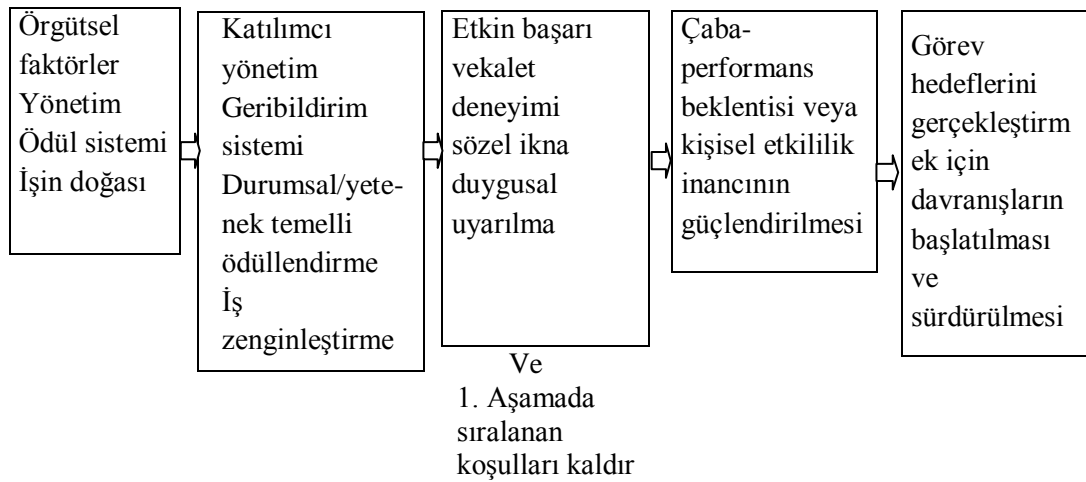 Örgütsel
faktörler
Yönetim
Ödül sistemi
İşin doğası
Katılımcı
yönetim
Geribildirim
sistemi
Durumsal/yete-
nek temelli
ödüllendirme
İş
zenginleştirme
Etkin başarı
vekalet
deneyimi
sözel ikna
duygusal
uyarılma
Ve
1. Aşamada
sıralanan
koşulları kaldır
Çaba-
performans
beklentisi veya
kişisel etkililik
inancının
güçlendirilmesi
Görev
hedeflerini
gerçekleştirm
ek için
davranışların
başlatılması
ve
sürdürülmesi